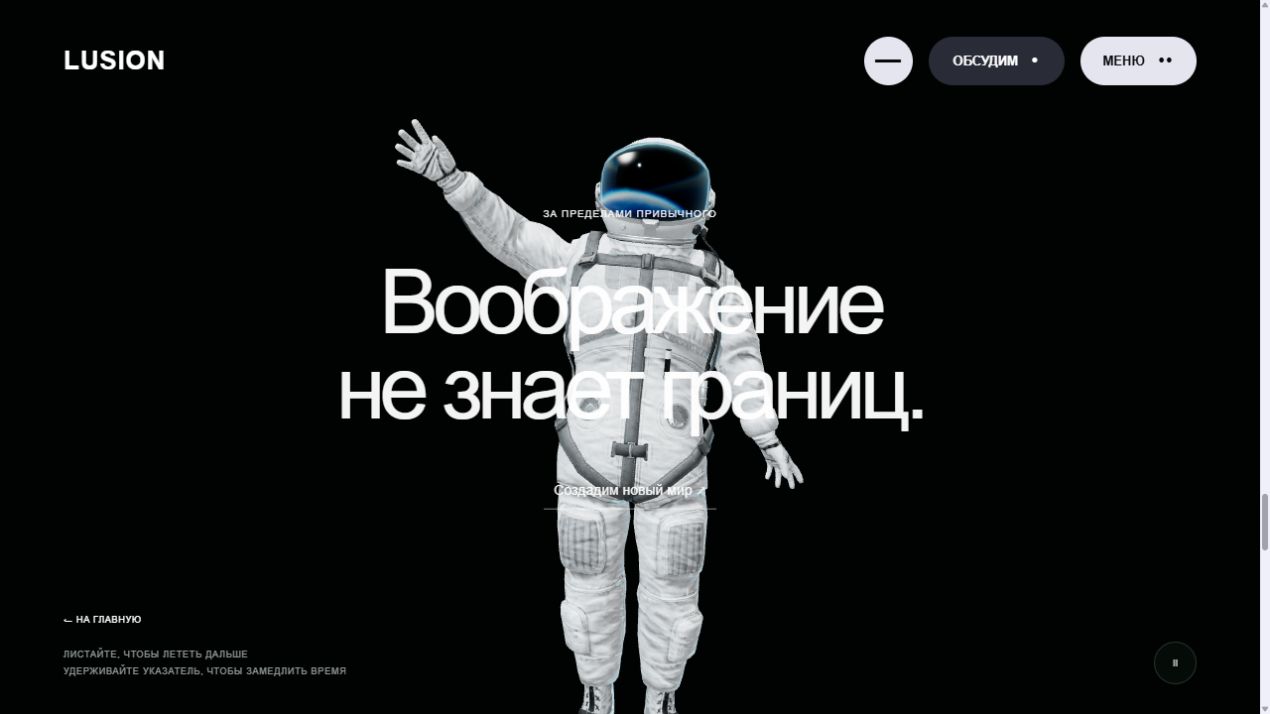 LUSION
ОБСУДИМ
МЕНЮ
ЗА ПРЕДЕЛАМИ ПРИВЫЧНОГО
Воображение
не знает границ.
Создадим новый мир ↗
← НА ГЛАВНУЮ
ЛИСТАЙТЕ, ЧТОБЫ ЛЕТЕТЬ ДАЛЬШЕ
УДЕРЖИВАЙТЕ УКАЗАТЕЛЬ, ЧТОБЫ ЗАМЕДЛИТЬ ВРЕМЯ